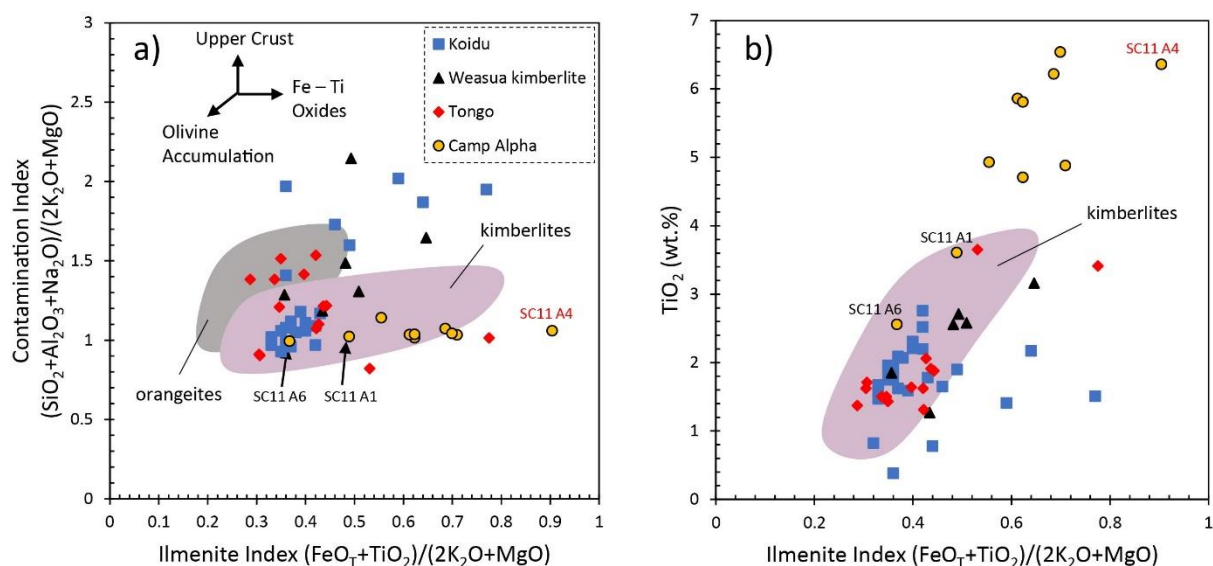 a)
Upper Crust
Fe – Ti
Oxides
Olivine
Accumulation
Koidu
Weasua kimberlite
Tongo
Camp Alpha
kimberlites
SC11 A4
orangeites
SC11 A6
SC11 A1
Contamination Index
(SiO₂+Al₂O₃+Na₂O)/(2K₂O+MgO)
3
2.5
2
1.5
1
0.5
0
0
0.1
0.2
0.3
0.4
0.5
0.6
0.7
0.8
0.9
1
Ilmenite Index (FeO_T+TiO₂)/(2K₂O+MgO)
b)
SC11 A4
kimberlites
SC11 A1
SC11 A6
TiO₂ (wt.%)
7
6
5
4
3
2
1
0
0
0.2
0.4
0.6
0.8
1
Ilmenite Index (FeO_T+TiO₂)/(2K₂O+MgO)